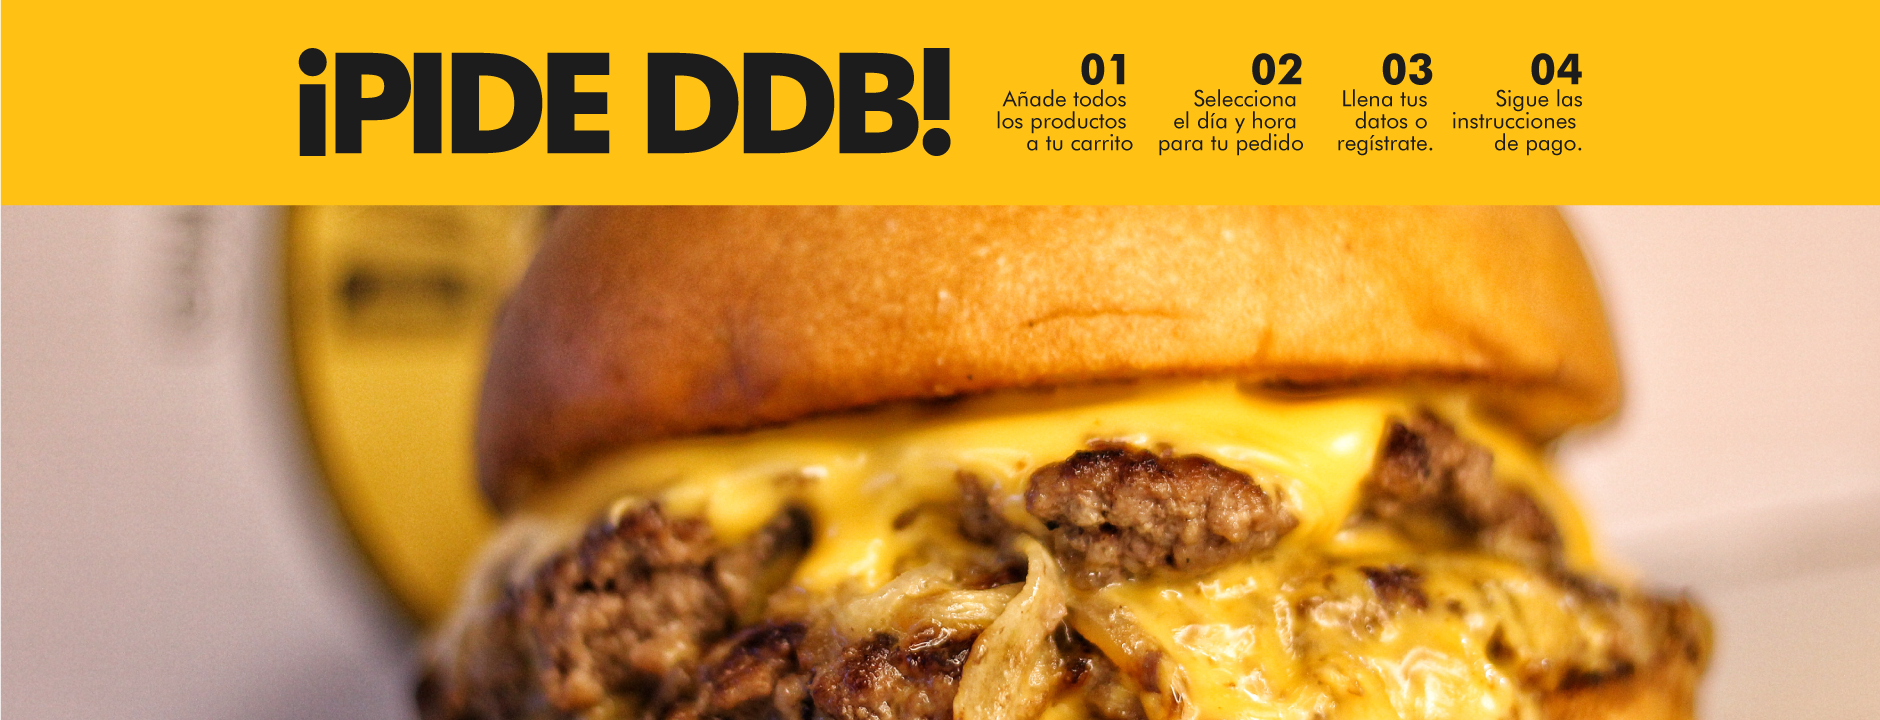 ¡PIDE DDB!
01
Añade todos
los productos
a tu carrito
02
Selecciona
el día y hora
para tu pedido
03
Llena tus
datos o
regístrate.
04
Sigue las
instrucciones
de pago.